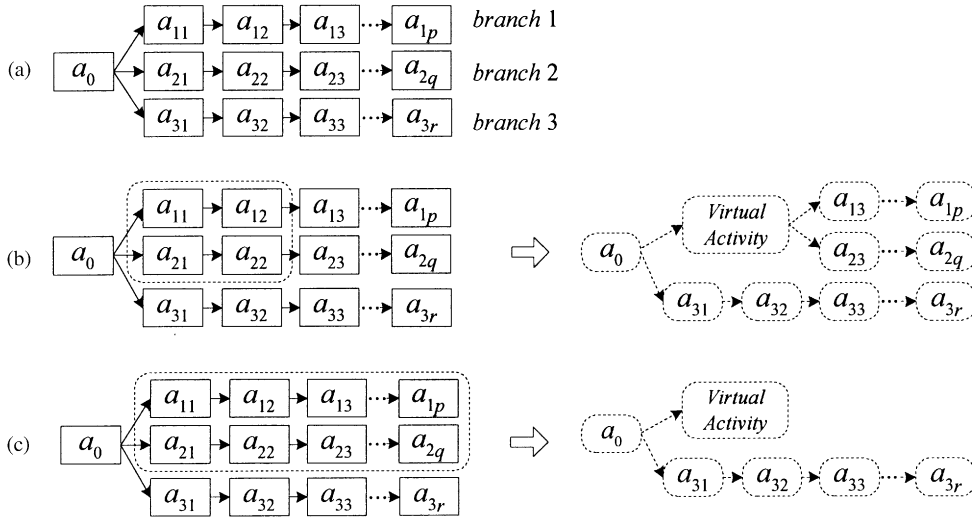 (a) a0 a11 a12 a13 a1p branch 1
a21 a22 a23 a2q branch 2
a31 a32 a33 a3r branch 3
(b) a0 a11 a12 a13 a1p
a21 a22 a23 a2q
a31 a32 a33 a3r
a0 Virtual Activity a13 a1p
a23 a2q
a31 a32 a33 a3r
(c) a0 a11 a12 a13 a1p
a21 a22 a23 a2q
a31 a32 a33 a3r
a0 Virtual Activity
a31 a32 a33 a3r